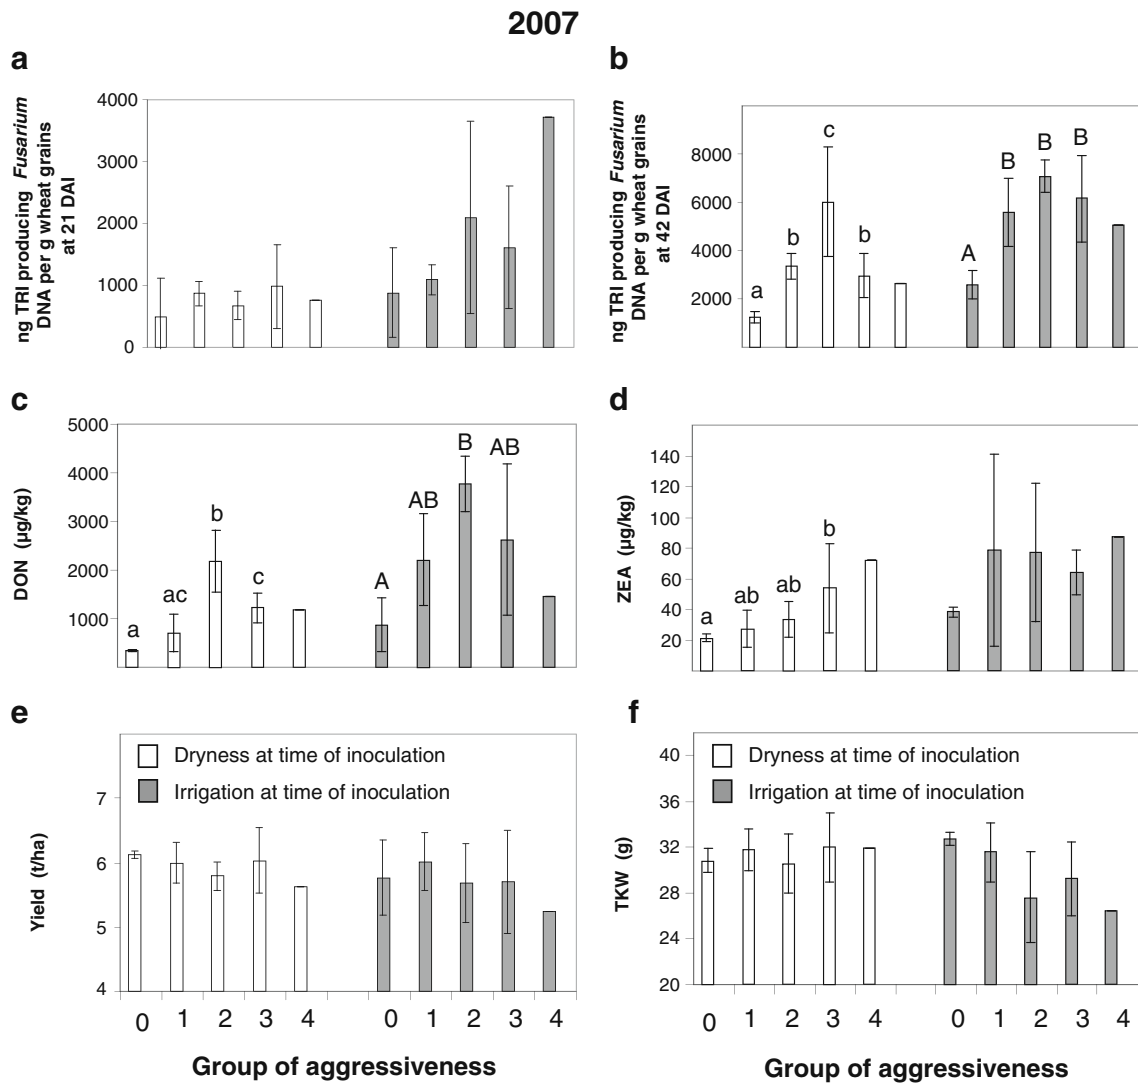 2007
a
ng TRI producing Fusarium
DNA per g wheat grains
at 21 DAI
4000
3000
2000
1000
0
b
ng TRI producing Fusarium
DNA per g wheat grains
at 42 DAI
8000
6000
4000
2000
a
b
c
b
A
B
B
B
c
DON (µg/kg)
5000
4000
3000
2000
1000
a
ac
b
c
A
AB
B
AB
d
ZEA (µg/kg)
140
120
100
80
60
40
20
a
ab
ab
b
e
Dryness at time of inoculation
Irrigation at time of inoculation
Yield (t/ha)
7
6
5
4
0 1 2 3 4 0 1 2 3 4
Group of aggressiveness
f
Dryness at time of inoculation
Irrigation at time of inoculation
TKW (g)
40
36
32
28
24
20
0 1 2 3 4 0 1 2 3 4
Group of aggressiveness